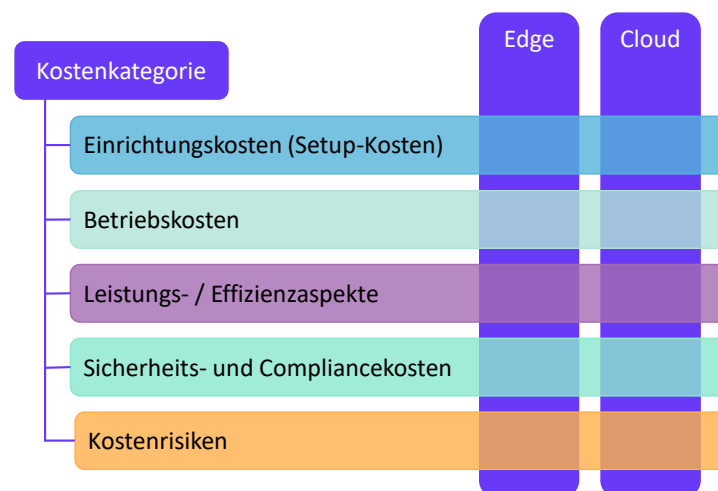 Edge
Cloud
Kostenkategorie
Einrichtungskosten (Setup-Kosten)
Betriebskosten
Leistungs- / Effizienzaspekte
Sicherheits- und Compliancekosten
Kostenrisiken